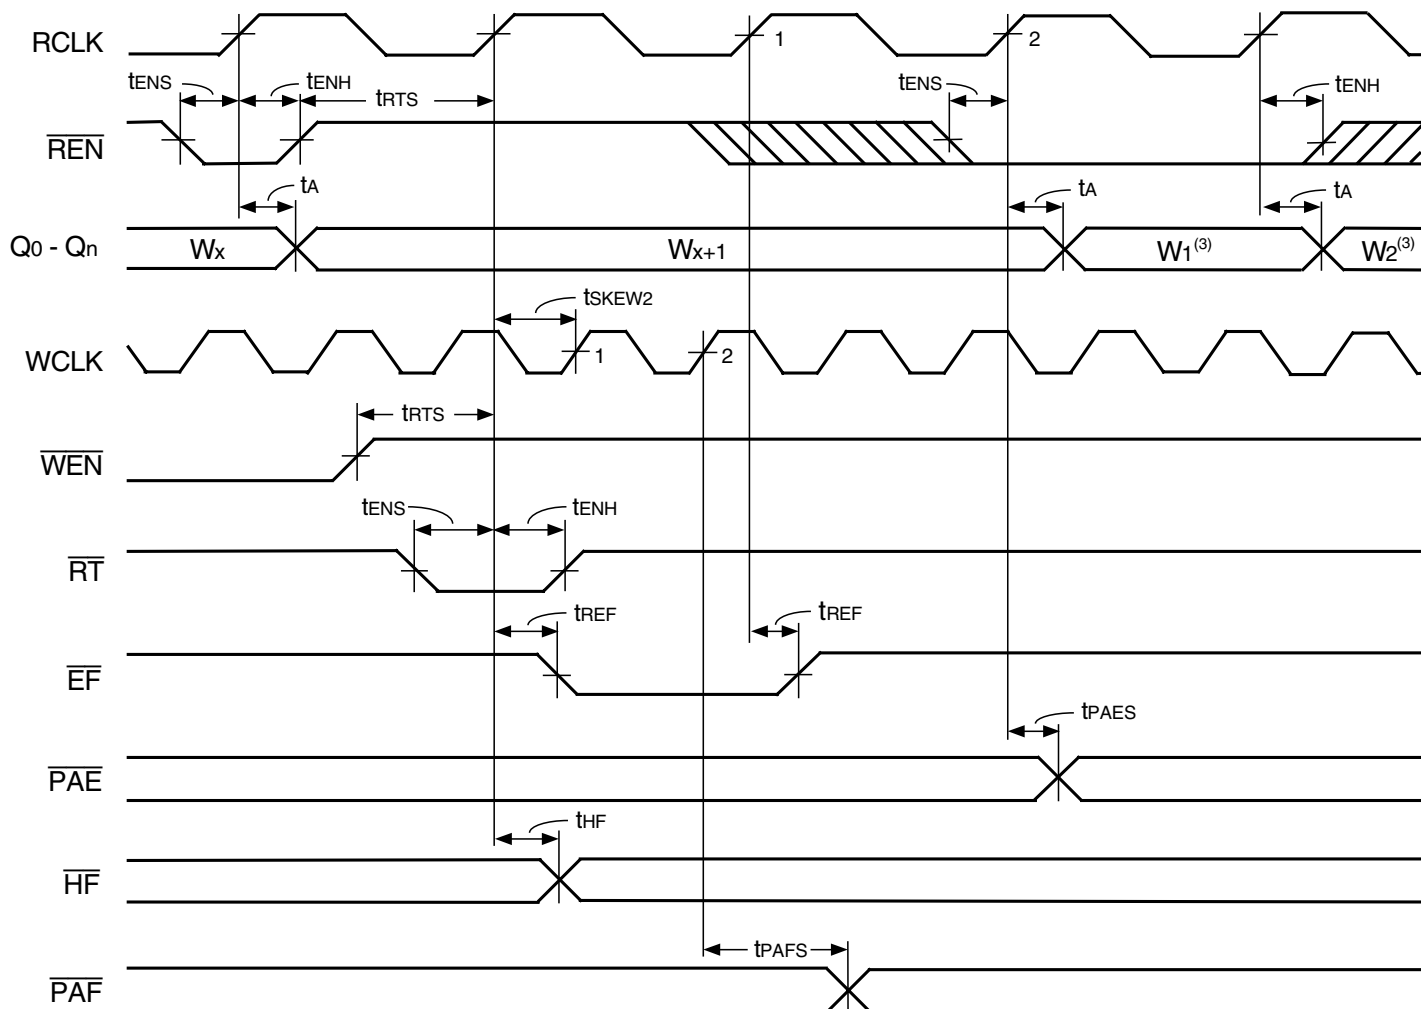 RCLK
1
2
tENS
tENH
tRTS
tENS
tENH
REN
tA
tA
tA
Q0 - Qn
Wx
Wx+1
W1(3)
W2(3)
tSKEW2
WCLK
1
2
tRTS
WEN
tENS
tENH
RT
tREF
tREF
EF
tPAES
PAE
tHF
HF
tPAFS
PAF